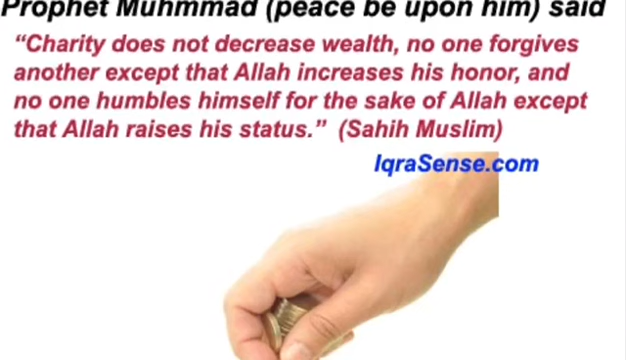 Prophet Muhmmad (peace be upon him) said
“Charity does not decrease wealth, no one forgives
another except that Allah increases his honor, and
no one humbles himself for the sake of Allah except
that Allah raises his status.” (Sahih Muslim)
IqraSense.com